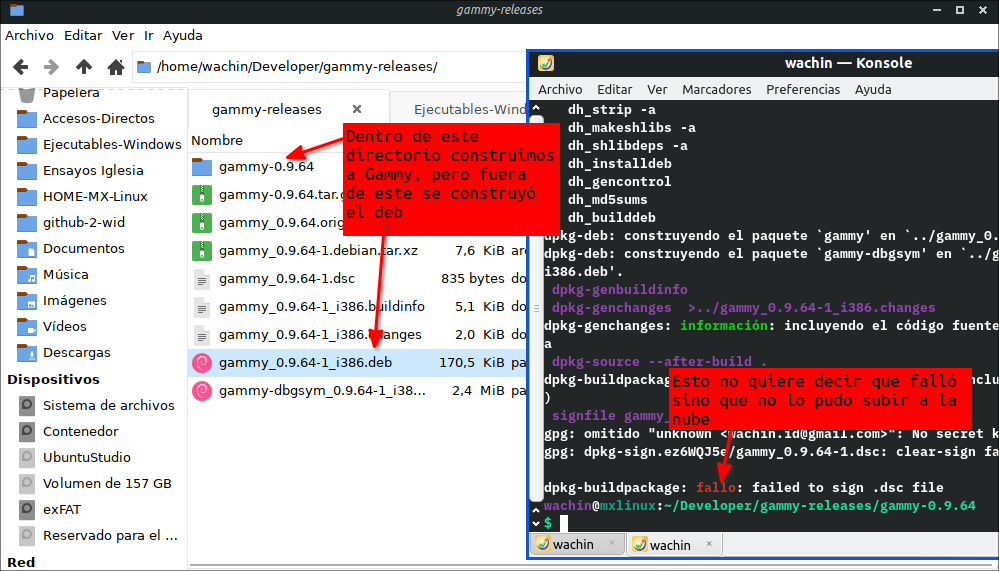 gammy-releases
Archivo Editar Ver Ir Ayuda
/home/wachin/Developer/gammy-releases/
Papelera
Accesos-Directos
Ejecutables-Windows
Ensayos Iglesia
HOME-MX-Linux
github-2-wid
Documentos
Música
Imágenes
Vídeos
Descargas
Dispositivos
Sistema de archivos
Contenedor
UbuntuStudio
Volumen de 157 GB
exFAT
Reservado para el ...
Red
gammy-releases
Ejecutables-Wind
Nombre
gammy-0.9.64
gammy_0.9.64.tar.g
gammy_0.9.64.orig
gammy_0.9.64-1.debian.tar.xz 7,6 KiB arc
gammy_0.9.64-1.dsc 835 bytes do
gammy_0.9.64-1_i386.buildinfo 5,1 KiB do
gammy_0.9.64-1_i386.changes 2,0 KiB do
gammy_0.9.64-1_i386.deb 170,5 KiB pa
gammy-dbgsym_0.9.64-1_i38... 2,4 MiB pa
Dentro de este
directorio construimos
a Gammy, pero fuera
de este se construyó
el deb
wachin — Konsole
Archivo Editar Ver Marcadores Preferencias Ayuda
dh_strip -a
dh_makeshlibs -a
dh_shlibdeps -a
dh_installdeb
dh_gencontrol
dh_md5sums
dh_builddeb
dpkg-deb: construyendo el paquete `gammy' en `../gammy_0.
dpkg-deb: construyendo el paquete `gammy-dbgsym' en `../g
i386.deb'.
dpkg-genbuildinfo
dpkg-genchanges >../gammy_0.9.64-1_i386.changes
dpkg-genchanges: información: incluyendo el código fuente
a
dpkg-source --after-build .
dpkg-buildpackag
)
signfile gammy_
gpg: omitido "unknown <wachin.id@gmail.com>": No secret k
gpg: dpkg-sign.ez6WQJ5e/gammy_0.9.64-1.dsc: clear-sign fa
dpkg-buildpackage: fallo: failed to sign .dsc file
wachin@mxlinux:~/Developer/gammy-releases/gammy-0.9.64
$
Esto no quiere decir que falló
sino que no lo pudo subir a la
nube
wachin
wachin